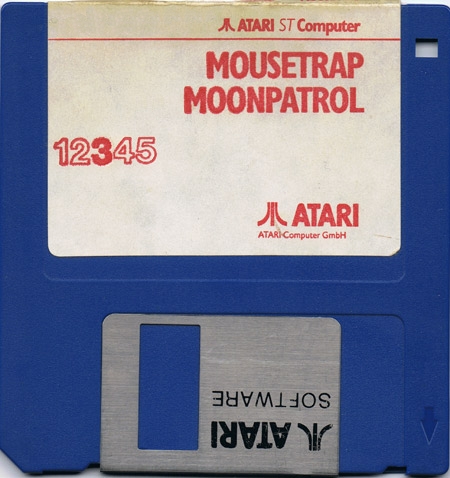 ATARI ST Computer
MOUSETRAP
MOONPATROL
12345
ATARI
ATARI Computer GmbH
SOFTWARE
ATARI